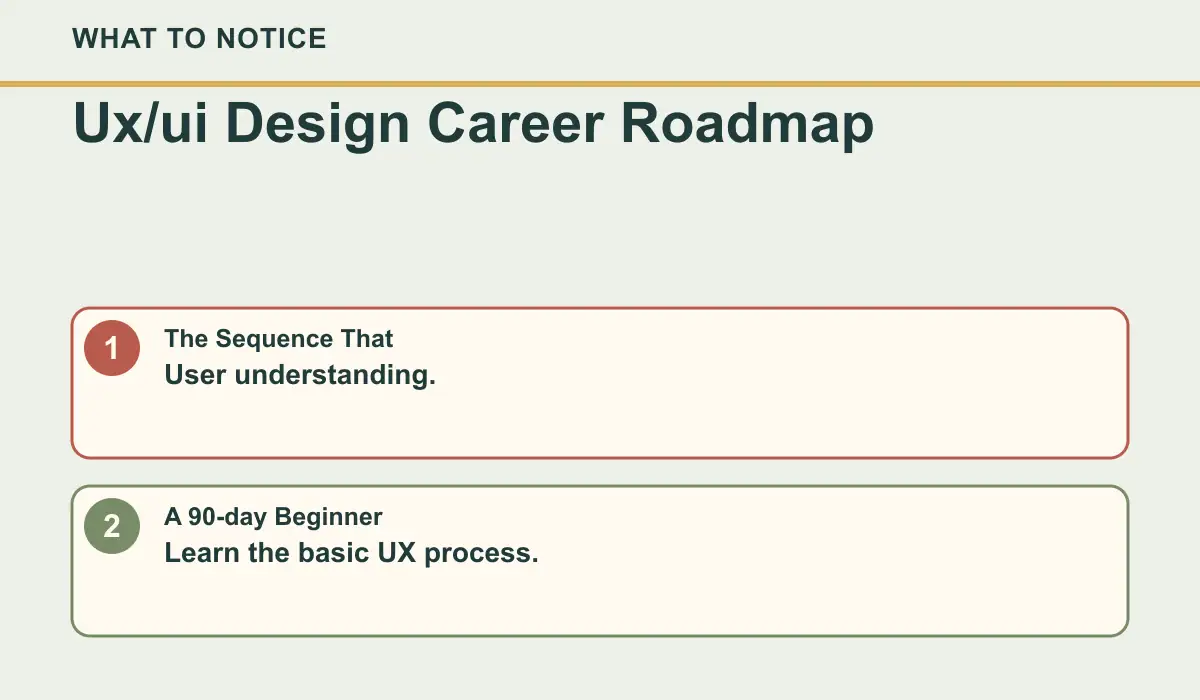 WHAT TO NOTICE
Ux/ui Design Career Roadmap
1
The Sequence That
User understanding.
2
A 90-day Beginner
Learn the basic UX process.